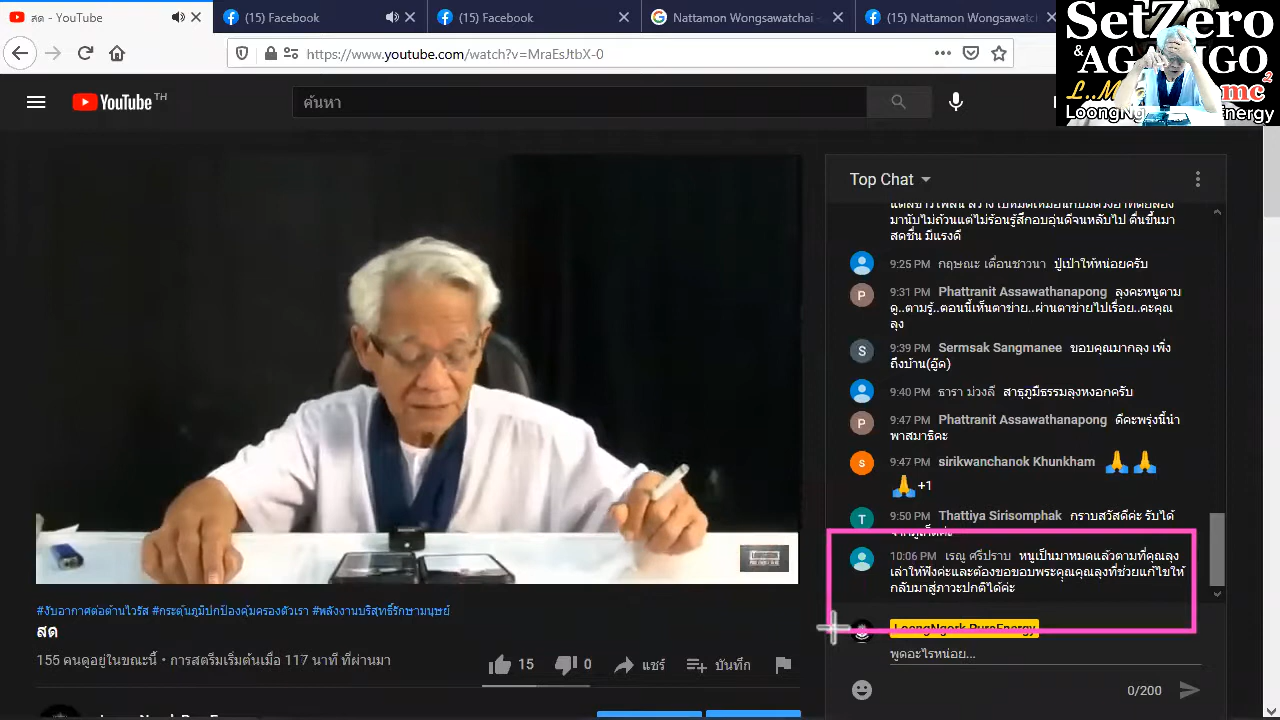 สด - YouTube
(15) Facebook
(15) Facebook
Nattamon Wongsawatchai -
(15) Nattamon Wongsawatc
https://www.youtube.com/watch?v=MraEsJtbX-0
SetZero
&
YouTube TH
ค้นหา
Top Chat
มานับไม่ถ้วนแต่ไม่ร้อนรู้สึกอบอุ่นดีจนหลับไป ตื่นขึ้นมา
สดชื่น มีแรงดี
9:25 PM กฤษณะ เดื่อนชาวนา ปู่เป่าให้หน่อยครับ
9:31 PM Phattranit Assawathanapong ลุงคะหนูตาม
ดู..ตามรู้..ตอนนี้เห็นตาข่าย..ผ่านตาข่ายไปเรื่อย..คะคุณ
ลุง
9:39 PM Sermsak Sangmanee ขอบคุณมากลุง เพิ่ง
ถึงบ้าน(อู๊ด)
9:40 PM ธารา ม่วงลี สาธุภูมิธรรมลุงหงอกครับ
9:47 PM Phattranit Assawathanapong ดีคะพรุ่งนี้นำ
พาสมาธิคะ
9:47 PM sirikwanchanok Khunkham 🙏 🙏
🙏 +1
9:50 PM Thattiya Sirisomphak กราบสวัสดีค่ะ รับได้
10:06 PM เรณู ศรีปราบ หนูเป็นมาหมดแล้วตามที่คุณลุง
เล่าให้ฟังค่ะและต้องขอขอบพระคุณคุณลุงที่ช่วยแก้ไขให้
กลับมาสู่ภาวะปกติได้ค่ะ
LoongNgork PureEnergy
พูดอะไรหน่อย...
0/200
#งับอากาศต่อต้านไวรัส #กระตุ้นภูมิปกป้องคุ้มครองตัวเรา #พลังงานบริสุทธิ์รักษามนุษย์
สด
155 คนดูอยู่ในขณะนี้ • การสตรีมเริ่มต้นเมื่อ 117 นาที ที่ผ่านมา
15 0 แชร์ บันทึก